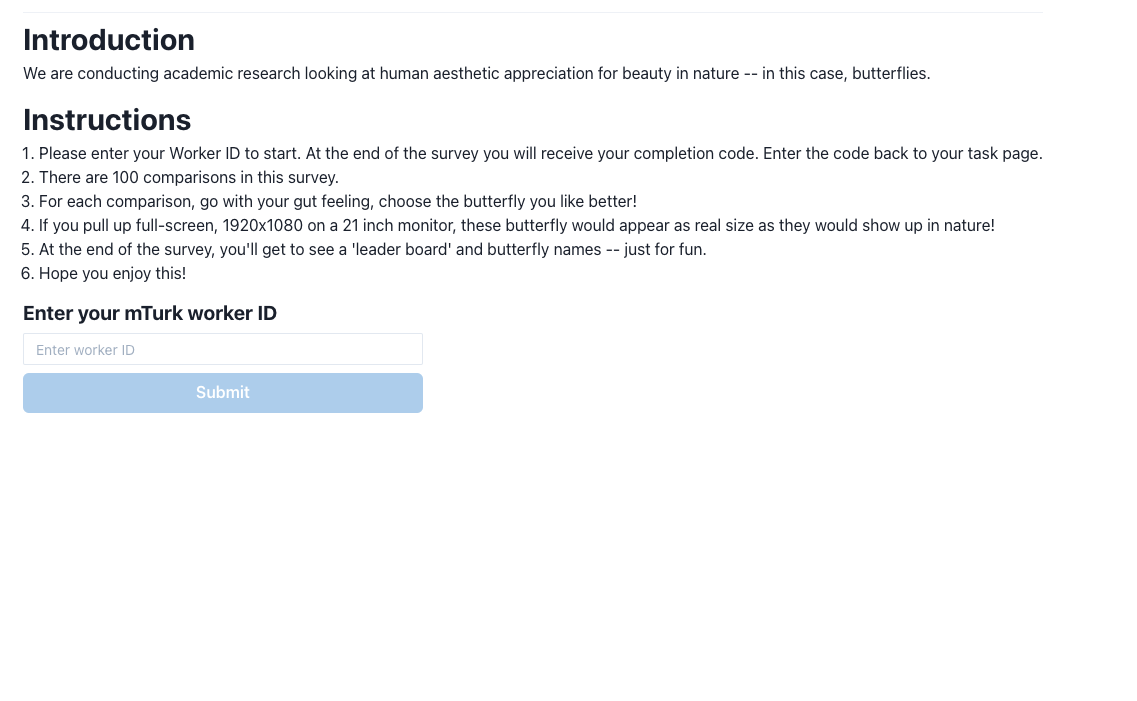 Introduction
We are conducting academic research looking at human aesthetic appreciation for beauty in nature -- in this case, butterflies.
Instructions
1. Please enter your Worker ID to start. At the end of the survey you will receive your completion code. Enter the code back to your task page.
2. There are 100 comparisons in this survey.
3. For each comparison, go with your gut feeling, choose the butterfly you like better!
4. If you pull up full-screen, 1920x1080 on a 21 inch monitor, these butterfly would appear as real size as they would show up in nature!
5. At the end of the survey, you'll get to see a 'leader board' and butterfly names -- just for fun.
6. Hope you enjoy this!
Enter your mTurk worker ID
Enter worker ID
Submit